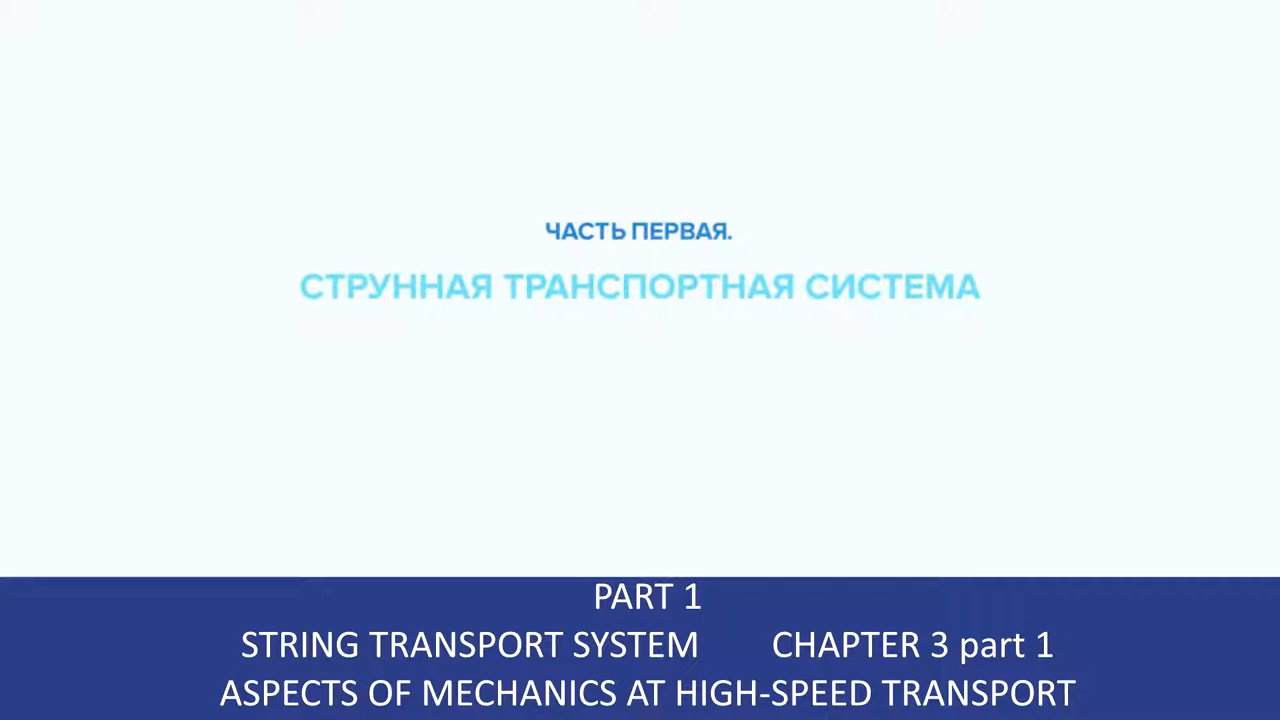 ЧАСТЬ ПЕРВАЯ.
СТРУННАЯ ТРАНСПОРТНАЯ СИСТЕМА
PART 1
STRING TRANSPORT SYSTEM CHAPTER 3 part 1
ASPECTS OF MECHANICS AT HIGH-SPEED TRANSPORT